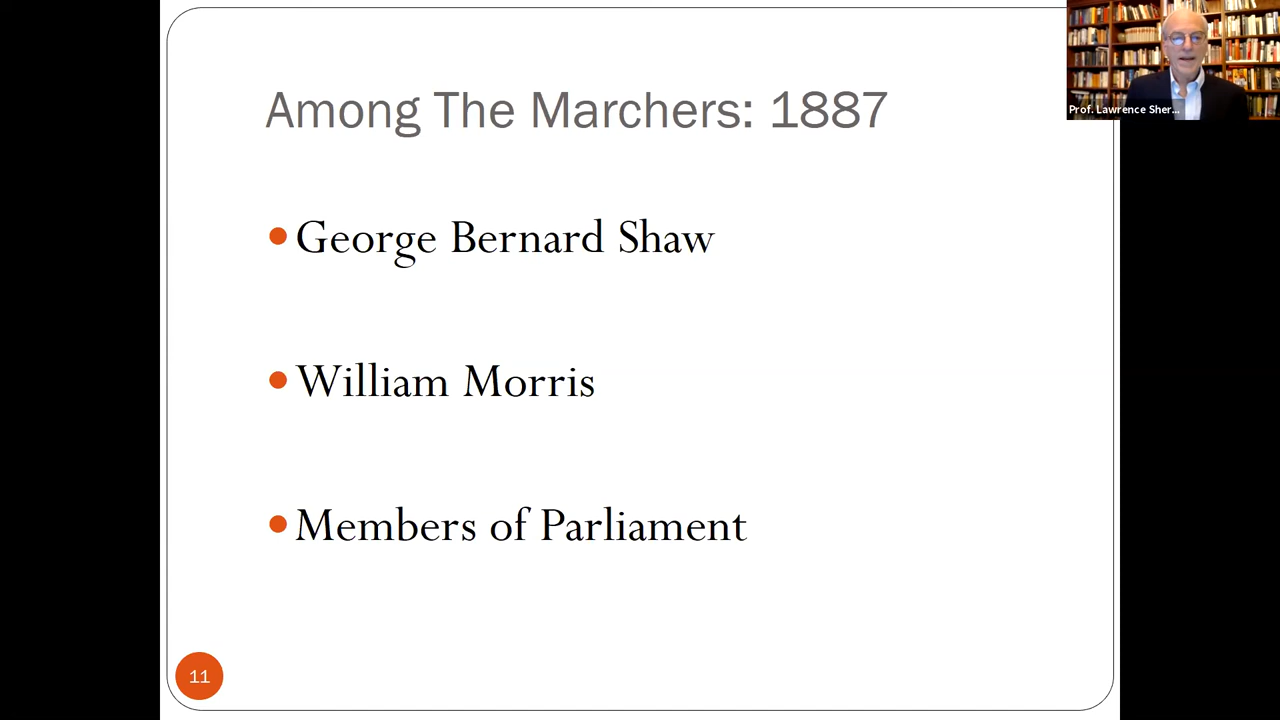 Among The Marchers: 1887
Prof. Lawrence Sher...
George Bernard Shaw
William Morris
Members of Parliament
11